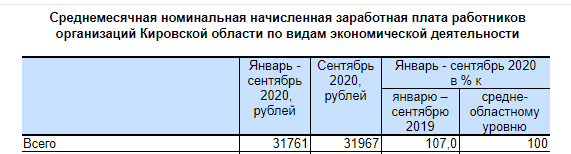 Среднемесячная номинальная начисленная заработная плата работников
организаций Кировской области по видам экономической деятельности
Январь -
сентябрь
2020,
рублей
Сентябрь
2020,
рублей
Январь - сентябрь 2020
в % к
январю –
сентябрю
2019
средне-
областному
уровню
Всего 31761 31967 107,0 100